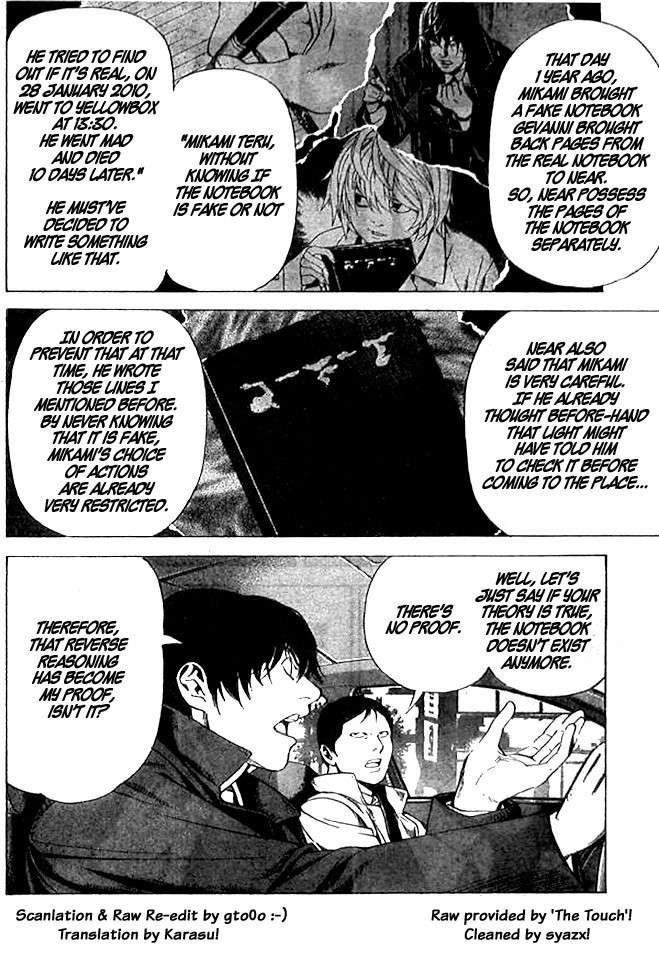 THAT DAY
1 YEAR AGO,
MIKAMI BROUGHT
A FAKE NOTEBOOK
GEVANNI BROUGHT
BACK PAGES FROM
THE REAL NOTEBOOK
TO NEAR.
SO, NEAR POSSESS
THE PAGES OF
THE NOTEBOOK
SEPARATELY.
"MIKAMI TERU,
WITHOUT
KNOWING IF
THE NOTEBOOK
IS FAKE OR NOT
HE TRIED TO FIND
OUT IF IT'S REAL, ON
28 JANUARY 2010,
WENT TO YELLOWBOX
AT 13:30.
HE WENT MAD
AND DIED
10 DAYS LATER."
HE MUST'VE
DECIDED TO
WRITE SOMETHING
LIKE THAT.
NEAR ALSO
SAID THAT MIKAMI
IS VERY CAREFUL.
IF HE ALREADY
THOUGHT BEFORE-HAND
THAT LIGHT MIGHT
HAVE TOLD HIM
TO CHECK IT BEFORE
COMING TO THE PLACE...
IN ORDER TO
PREVENT THAT AT THAT
TIME, HE WROTE
THOSE LINES I
MENTIONED BEFORE.
BY NEVER KNOWING
THAT IT IS FAKE,
MIKAMI'S CHOICE
OF ACTIONS
ARE ALREADY
VERY RESTRICTED.
WELL, LET'S
JUST SAY IF YOUR
THEORY IS TRUE,
THE NOTEBOOK
DOESN'T EXIST
ANYMORE.
THERE'S
NO PROOF.
THEREFORE,
THAT REVERSE
REASONING
HAS BECOME
MY PROOF,
ISN'T IT?
Scanlation & Raw Re-edit by gto0o :-)
Translation by Karasu!
Raw provided by 'The Touch'!
Cleaned by syazx!